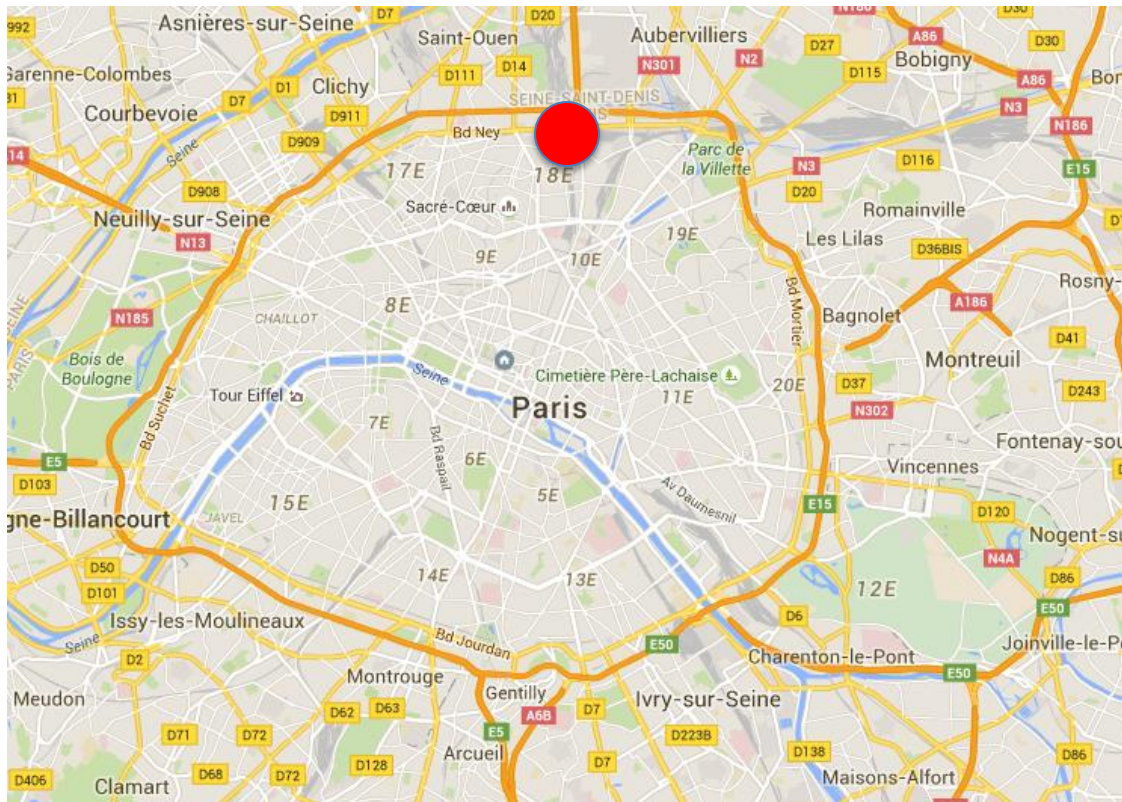 D7
D20
N186
D30
Asnières-sur-Seine
992
Saint-Ouen
Aubervilliers
A86
D27
D30
N301
N2
Bobigny
D14
D111
D115
A86
Garenne-Colombes
D1
Clichy
SEINE-SAINT-DENIS
N3
D7
Courbevoie
D911
N186
Bd Ney
D909
Parc de
la Villette
N3
D116
Seine
14
17E
18E
E15
D908
D20
Sacré-Cœur
Romainville
Neuilly-sur-Seine
19E
N13
Les Lilas
D36BIS
9E
10E
Rosny-
Bd Mortier
8E
A186
N185
CHAILLOT
Bagnolet
SEINE
PARIS
D41
Bois de
Boulogne
Seine
Montreuil
Cimetière Père-Lachaise
D37
20E
D243
Tour Eiffel
Paris
11E
N302
Bd Suchet
7E
Bd Raspail
Fontenay-sou
E5
6E
Vincennes
D103
Av Daumesnil
5E
15E
E15
D120
gne-Billancourt
JAVEL
Nogent-su
N4A
D50
14E
13E
D86
D101
12E
E50
Issy-les-Moulineaux
D6
Seine
Bd Jourdan
E50
Joinville-le-P
D2
Charenton-le-Pont
Montrouge
E50
Meudon
Gentilly
Ivry-sur-Seine
D62
D63
A6B
D7
D71
D72
E5
D223B
D138
D86
Arcueil
D128
D7
D406
D68
D72
Maisons-Alfort
Clamart